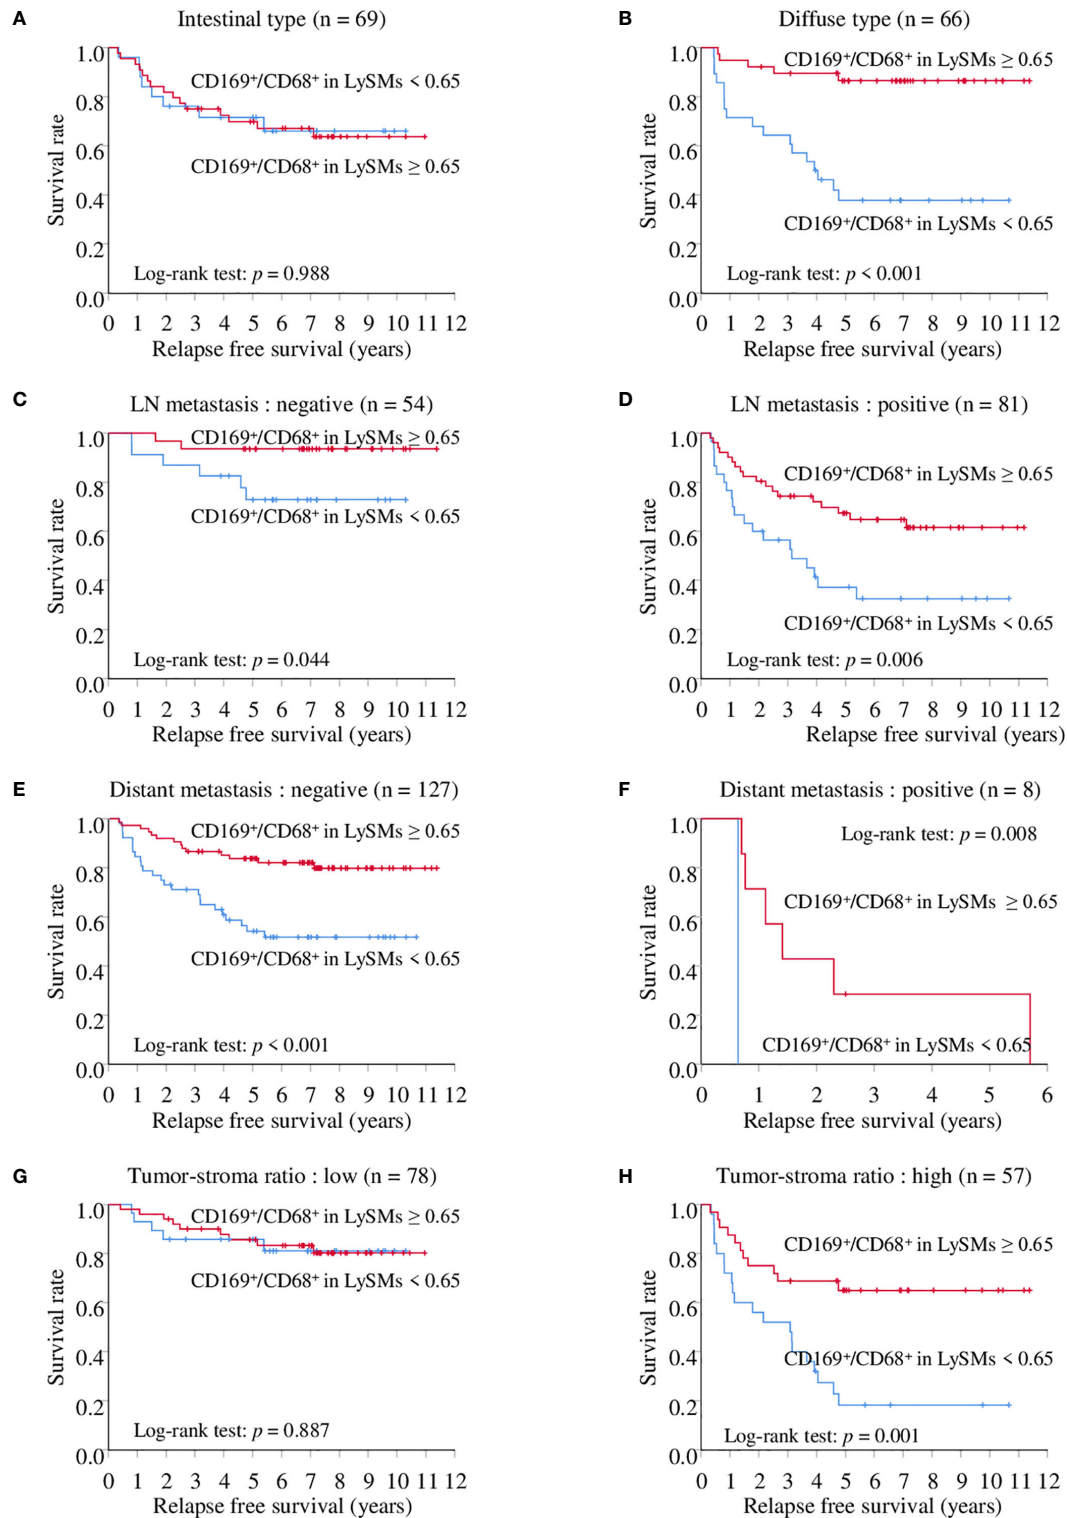 A
Intestinal type (n = 69)
1.0
0.8
0.6
0.4
0.2
0.0
Survival rate
CD169⁺/CD68⁺ in LySMs < 0.65
CD169⁺/CD68⁺ in LySMs ≥ 0.65
Log-rank test: p = 0.988
0 1 2 3 4 5 6 7 8 9 10 11 12
Relapse free survival (years)
B
Diffuse type (n = 66)
1.0
0.8
0.6
0.4
0.2
0.0
Survival rate
CD169⁺/CD68⁺ in LySMs ≥ 0.65
CD169⁺/CD68⁺ in LySMs < 0.65
Log-rank test: p < 0.001
0 1 2 3 4 5 6 7 8 9 10 11 12
Relapse free survival (years)
C
LN metastasis : negative (n = 54)
1.0
0.8
0.6
0.4
0.2
0.0
Survival rate
CD169⁺/CD68⁺ in LySMs ≥ 0.65
CD169⁺/CD68⁺ in LySMs < 0.65
Log-rank test: p = 0.044
0 1 2 3 4 5 6 7 8 9 10 11 12
Relapse free survival (years)
D
LN metastasis : positive (n = 81)
1.0
0.8
0.6
0.4
0.2
0.0
Survival rate
CD169⁺/CD68⁺ in LySMs ≥ 0.65
CD169⁺/CD68⁺ in LySMs < 0.65
Log-rank test: p = 0.006
0 1 2 3 4 5 6 7 8 9 10 11 12
Relapse free survival (years)
E
Distant metastasis : negative (n = 127)
1.0
0.8
0.6
0.4
0.2
0.0
Survival rate
CD169⁺/CD68⁺ in LySMs ≥ 0.65
CD169⁺/CD68⁺ in LySMs < 0.65
Log-rank test: p < 0.001
0 1 2 3 4 5 6 7 8 9 10 11 12
Relapse free survival (years)
F
Distant metastasis : positive (n = 8)
1.0
0.8
0.6
0.4
0.2
0.0
Survival rate
Log-rank test: p = 0.008
CD169⁺/CD68⁺ in LySMs ≥ 0.65
CD169⁺/CD68⁺ in LySMs < 0.65
0 1 2 3 4 5 6
Relapse free survival (years)
G
Tumor-stroma ratio : low (n = 78)
1.0
0.8
0.6
0.4
0.2
0.0
Survival rate
CD169⁺/CD68⁺ in LySMs ≥ 0.65
CD169⁺/CD68⁺ in LySMs < 0.65
Log-rank test: p = 0.887
0 1 2 3 4 5 6 7 8 9 10 11 12
Relapse free survival (years)
H
Tumor-stroma ratio : high (n = 57)
1.0
0.8
0.6
0.4
0.2
0.0
Survival rate
CD169⁺/CD68⁺ in LySMs ≥ 0.65
CD169⁺/CD68⁺ in LySMs < 0.65
Log-rank test: p = 0.001
0 1 2 3 4 5 6 7 8 9 10 11 12
Relapse free survival (years)